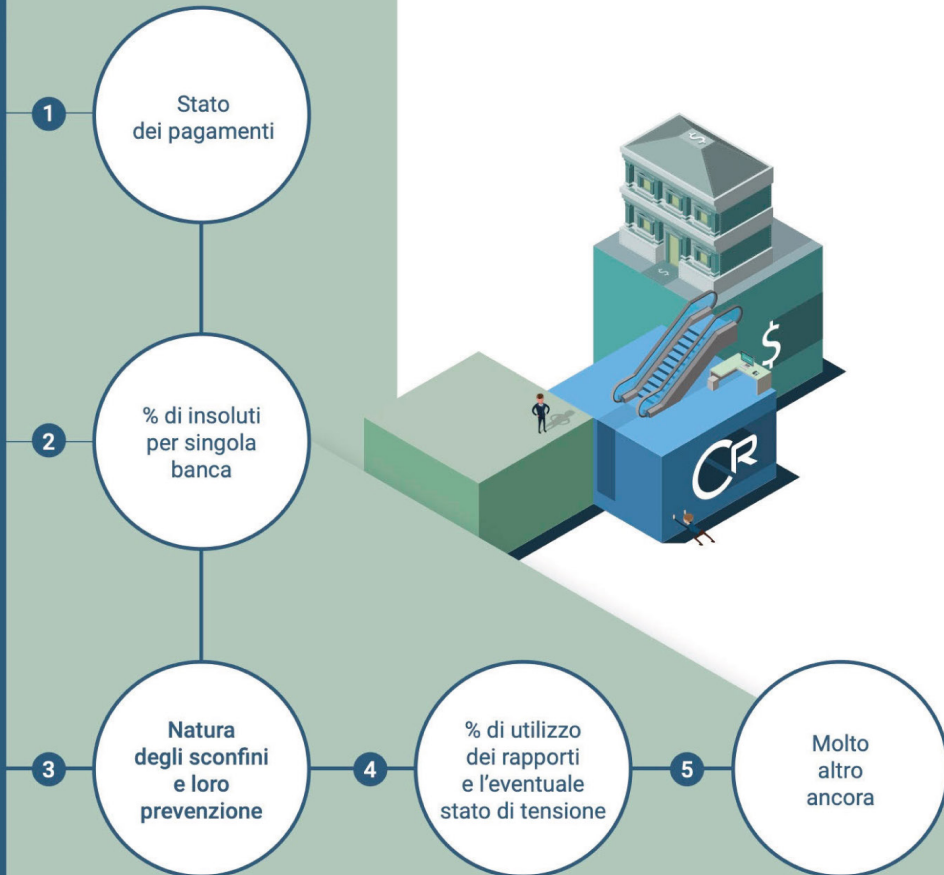 1
Stato
dei pagamenti
2
% di insoluti
per singola
banca
$
$
$
CR
3
Natura
degli sconfini
e loro
prevenzione
4
% di utilizzo
dei rapporti
e l’eventuale
stato di tensione
5
Molto
altro
ancora